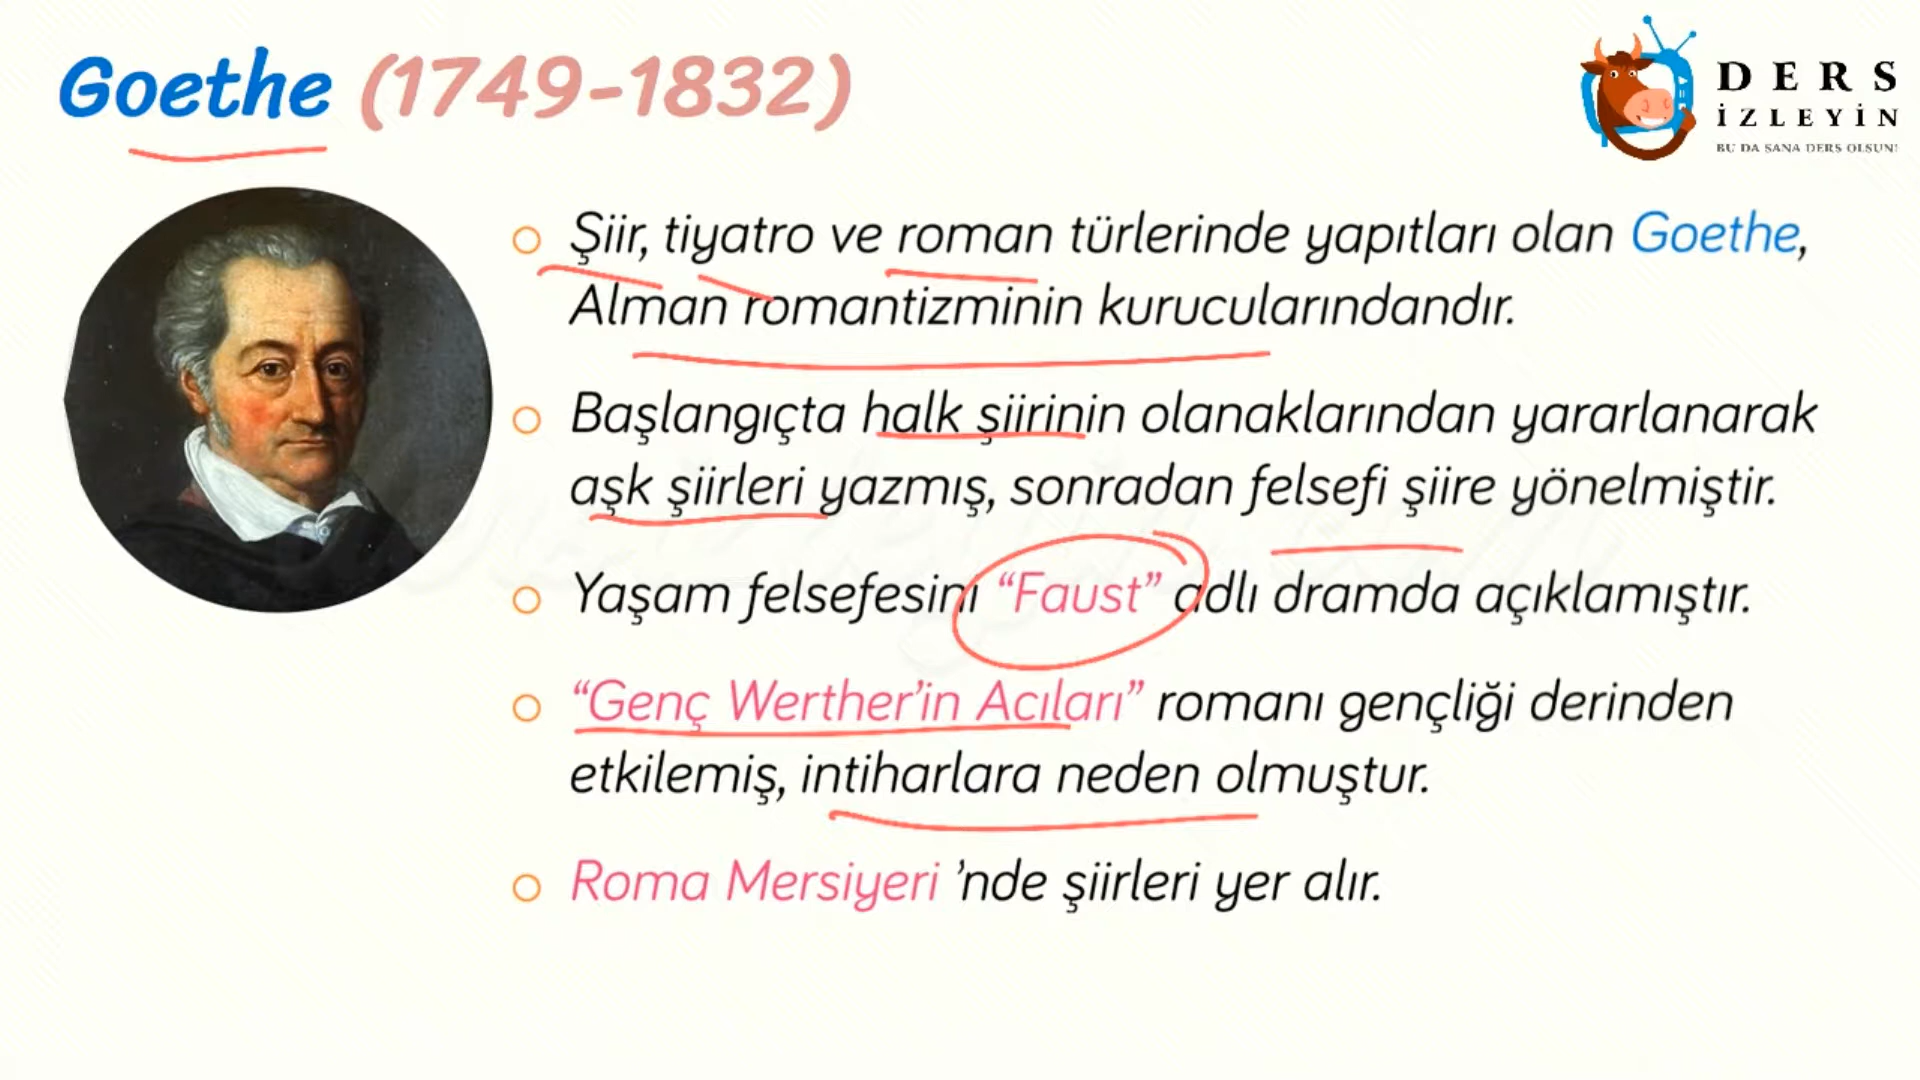 Goethe (1749-1832)
DERS
İZLEYİN
BU DA SANA DERS OLSUN!
Şiir, tiyatro ve roman türlerinde yapıtları olan Goethe,
Alman romantizminin kurucularındandır.
Başlangıçta halk şiirinin olanaklarından yararlanarak
aşk şiirleri yazmış, sonradan felsefi şiire yönelmiştir.
Yaşam felsefesini “Faust” adlı dramda açıklamıştır.
“Genç Werther’in Acıları” romanı gençliği derinden
etkilemiş, intiharlara neden olmuştur.
Roma Mersiyeri ’nde şiirleri yer alır.